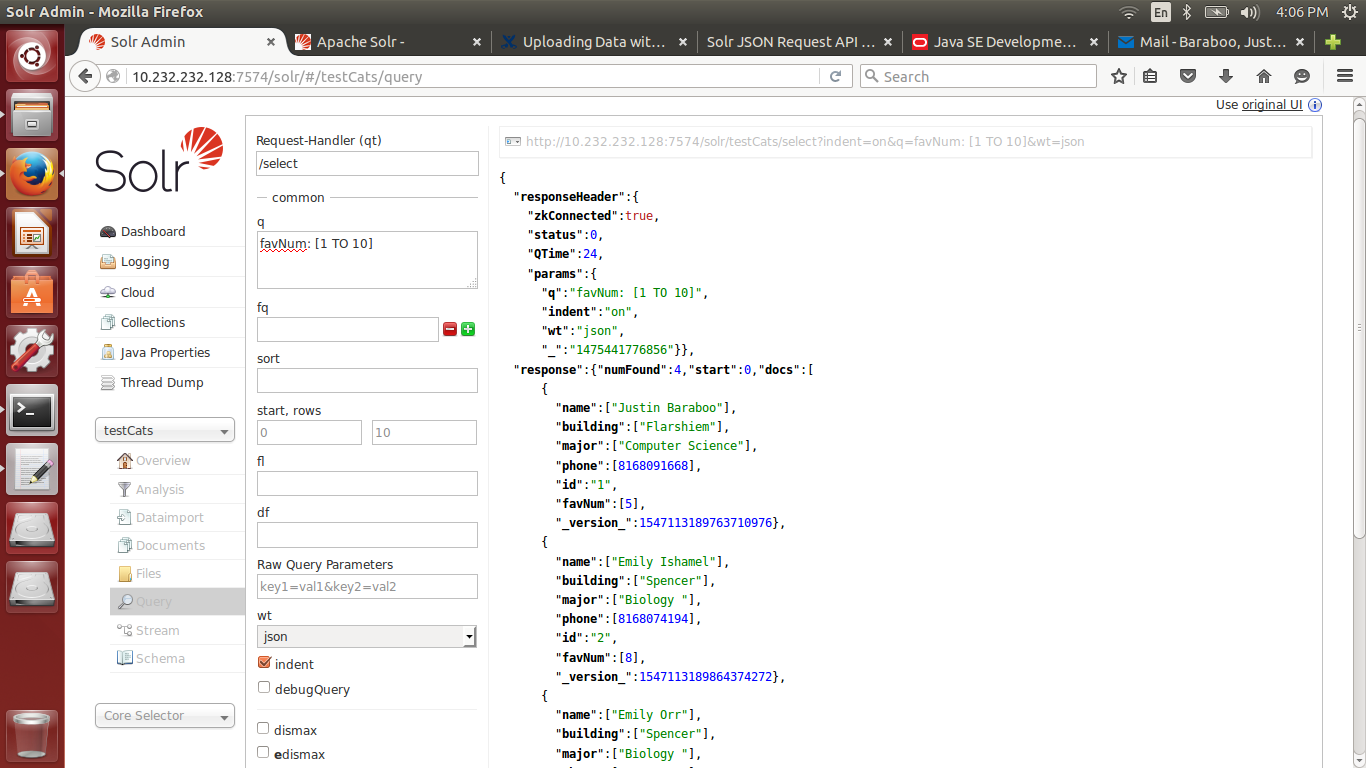 Solr Admin - Mozilla Firefox
En
4:06 PM
Solr Admin
Apache Solr -
Uploading Data wit...
Solr JSON Request API ...
Java SE Developme...
Mail - Baraboo, Just...
10.232.232.128:7574/solr/#/testCats/query
Search
Use original UI
Solr
Dashboard
Logging
Cloud
Collections
Java Properties
Thread Dump
testCats
Overview
Analysis
Dataimport
Documents
Files
Query
Stream
Schema
Core Selector
Request-Handler (qt)
/select
common
q
favNum: [1 TO 10]
fq
sort
start, rows
0
10
fl
df
Raw Query Parameters
key1=val1&key2=val2
wt
json
indent
debugQuery
dismax
edismax
http://10.232.232.128:7574/solr/testCats/select?indent=on&q=favNum: [1 TO 10]&wt=json
{
"responseHeader":{
"zkConnected":true,
"status":0,
"QTime":24,
"params":{
"q":"favNum: [1 TO 10]",
"indent":"on",
"wt":"json",
"_":"1475441776856"}},
"response":{"numFound":4,"start":0,"docs":[
{
"name":["Justin Baraboo"],
"building":["Flarshiem"],
"major":["Computer Science"],
"phone":[8168091668],
"id":"1",
"favNum":[5],
"_version_":1547113189763710976},
{
"name":["Emily Ishamel"],
"building":["Spencer"],
"major":["Biology "],
"phone":[8168074194],
"id":"2",
"favNum":[8],
"_version_":1547113189864374272},
{
"name":["Emily Orr"],
"building":["Spencer"],
"major":["Biology "],